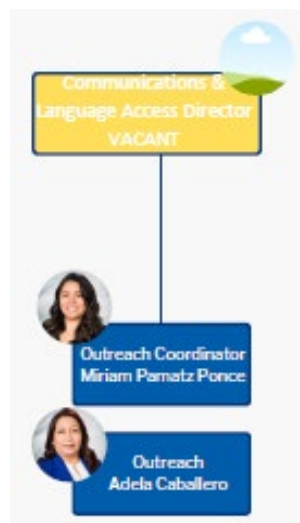 Communications &
Language Access Director
VACANT
Outreach Coordinator
Miriam Pamatz Ponce
Outreach
Adela Caballero